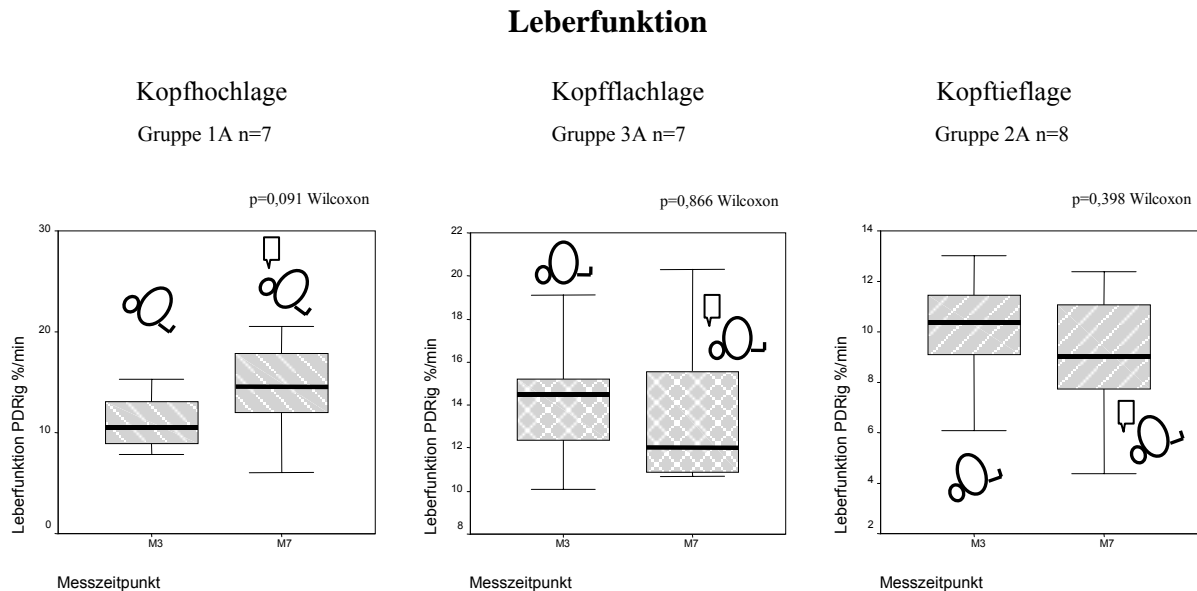 Leberfunktion
Kopfhochlage
Gruppe 1A n=7
p=0,091 Wilcoxon
30
20
10
0
Leberfunktion PDRig %/min
M3
M7
Messzeitpunkt
Kopfflachlage
Gruppe 3A n=7
p=0,866 Wilcoxon
22
20
18
16
14
12
10
8
Leberfunktion PDRig %/min
M3
M7
Messzeitpunkt
Kopftieflage
Gruppe 2A n=8
p=0,398 Wilcoxon
14
12
10
8
6
4
2
Leberfunktion PDRig %/min
M3
M7
Messzeitpunkt